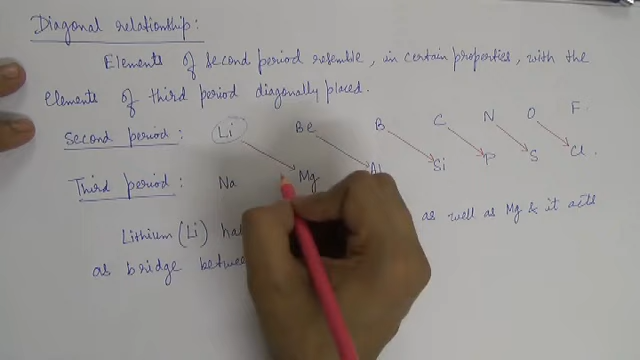 Diagonal relationship:
Elements of second period resemble, in certain properties, with the
elements of third period diagonally placed.
Second period: Li Be B C N O F
Third period: Na Mg Al Si P S Cl.
Lithium (Li) as well as Mg & it acts
as bridge